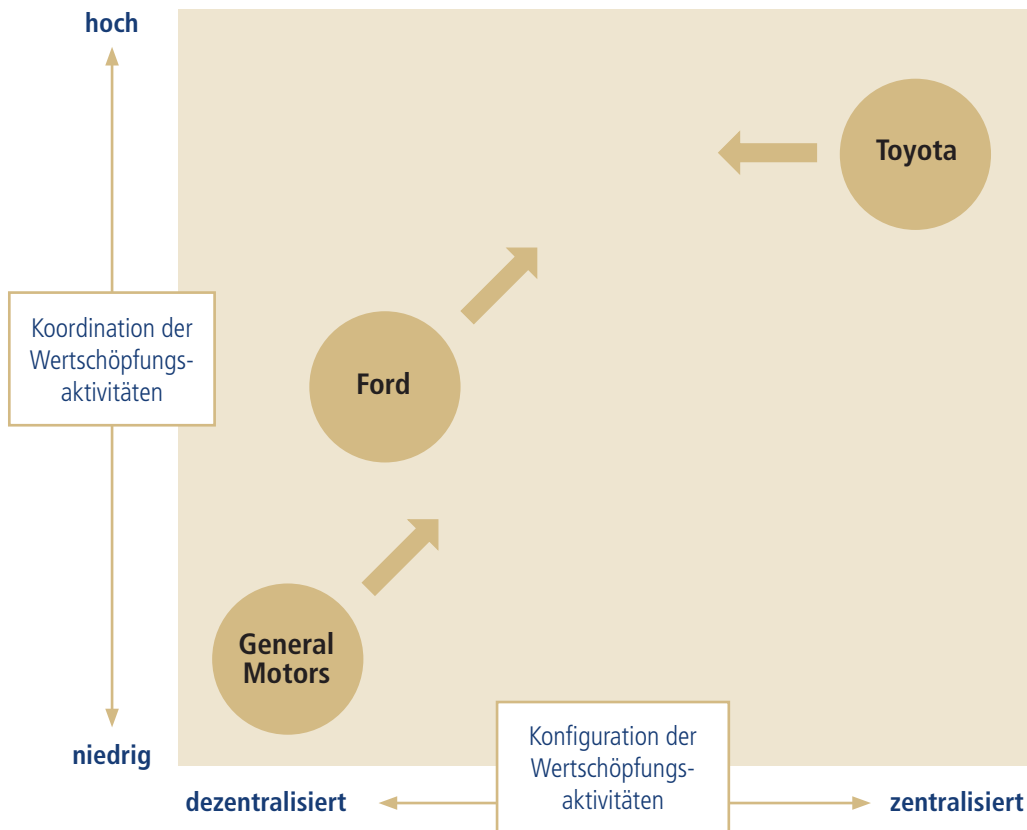 hoch
Toyota
Koordination der
Wertschöpfungs-
aktivitäten
Ford
General
Motors
niedrig
Konfiguration der
Wertschöpfungs-
aktivitäten
dezentralisiert
zentralisiert